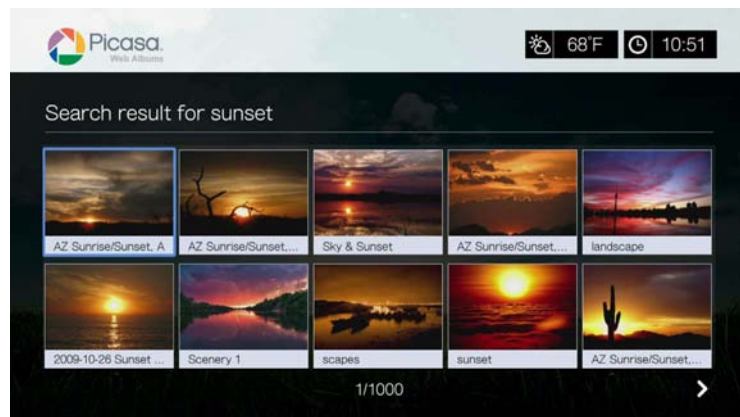 Picasa.
Web Albums
68°F
10:51
Search result for sunset
AZ Sunrise/Sunset, A
AZ Sunrise/Sunset,...
Sky & Sunset
AZ Sunrise/Sunset,...
landscape
2009-10-26 Sunset ...
Scenery 1
scapes
sunset
AZ Sunrise/Sunset,...
1/1000